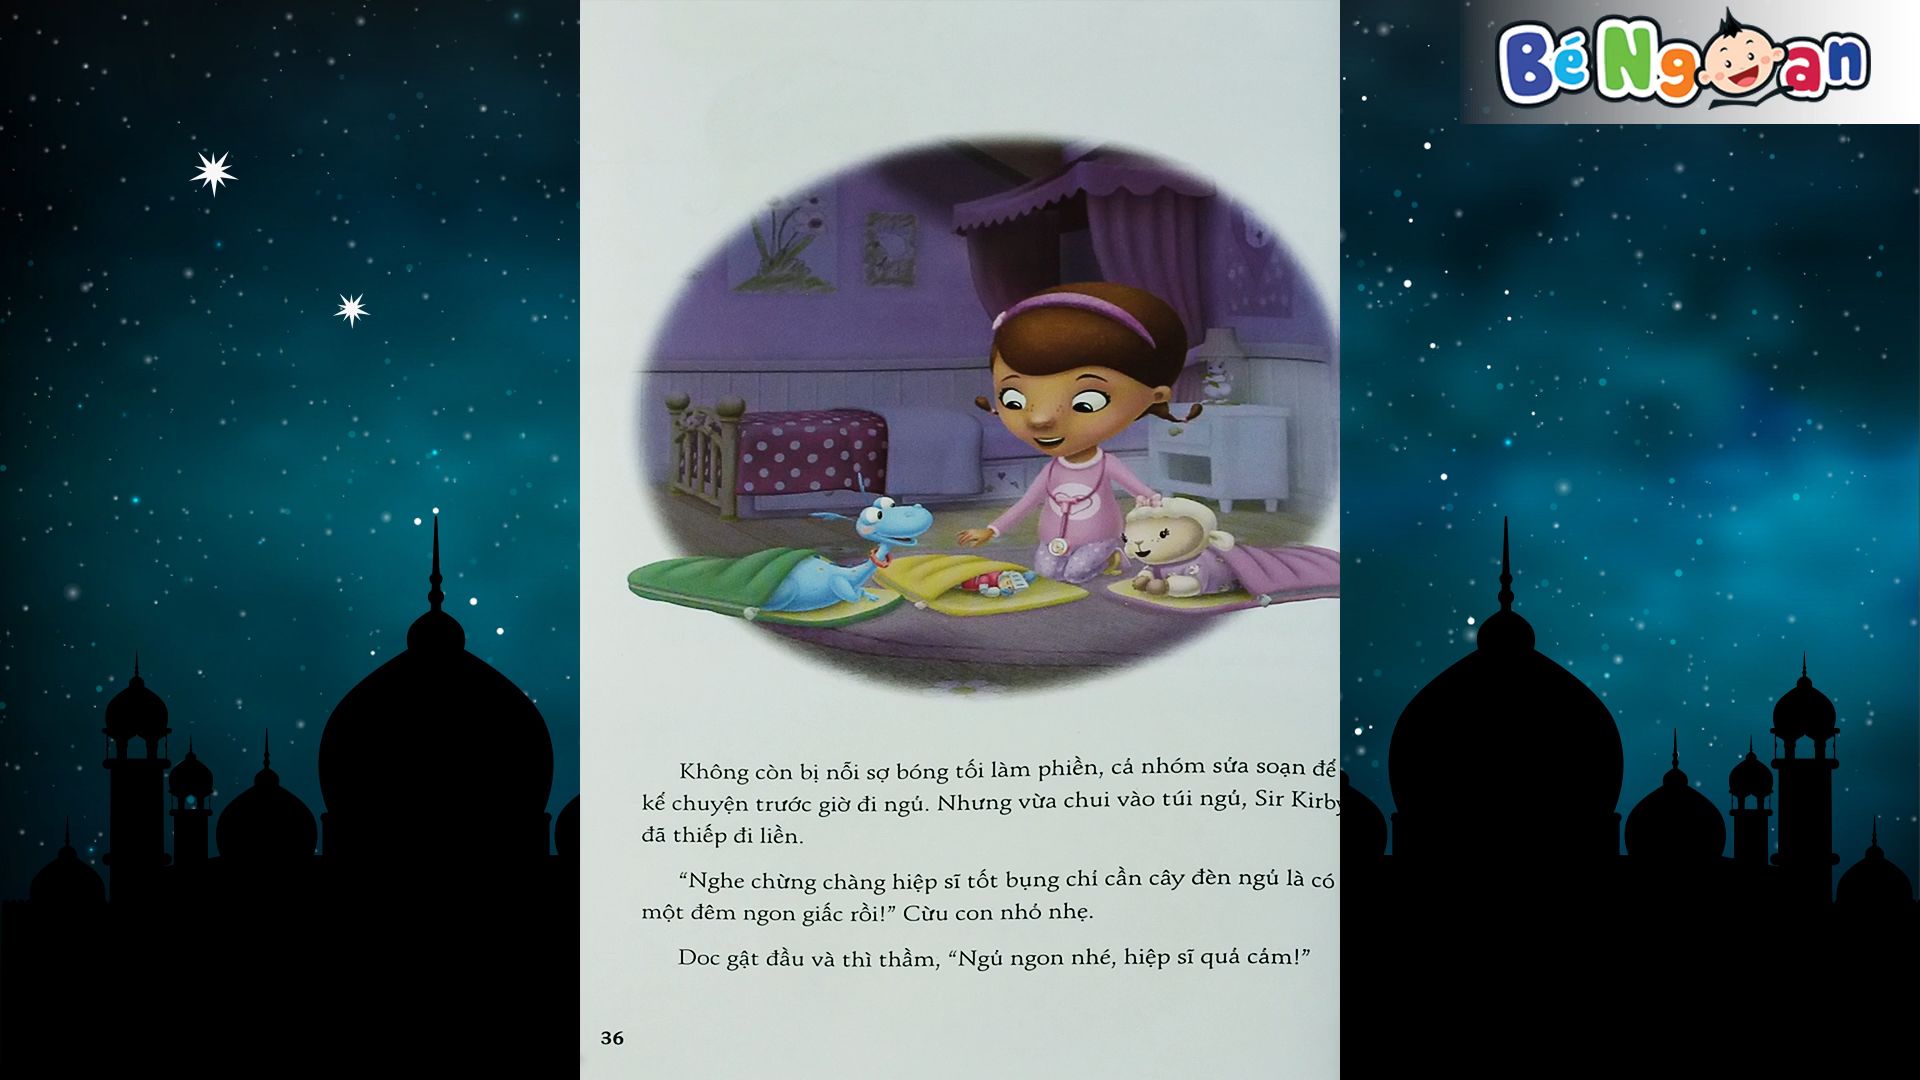 Bé Ngoan
Không còn bị nỗi sợ bóng tối làm phiền, cả nhóm sửa soạn để
kể chuyện trước giờ đi ngủ. Nhưng vừa chui vào túi ngủ, Sir Kirby
đã thiếp đi liền.
“Nghe chừng chàng hiệp sĩ tốt bụng chỉ cần cây đèn ngủ là có
một đêm ngon giấc rồi!” Cừu con nhỏ nhẹ.
Doc gật đầu và thì thầm, “Ngủ ngon nhé, hiệp sĩ quả cảm!”
36